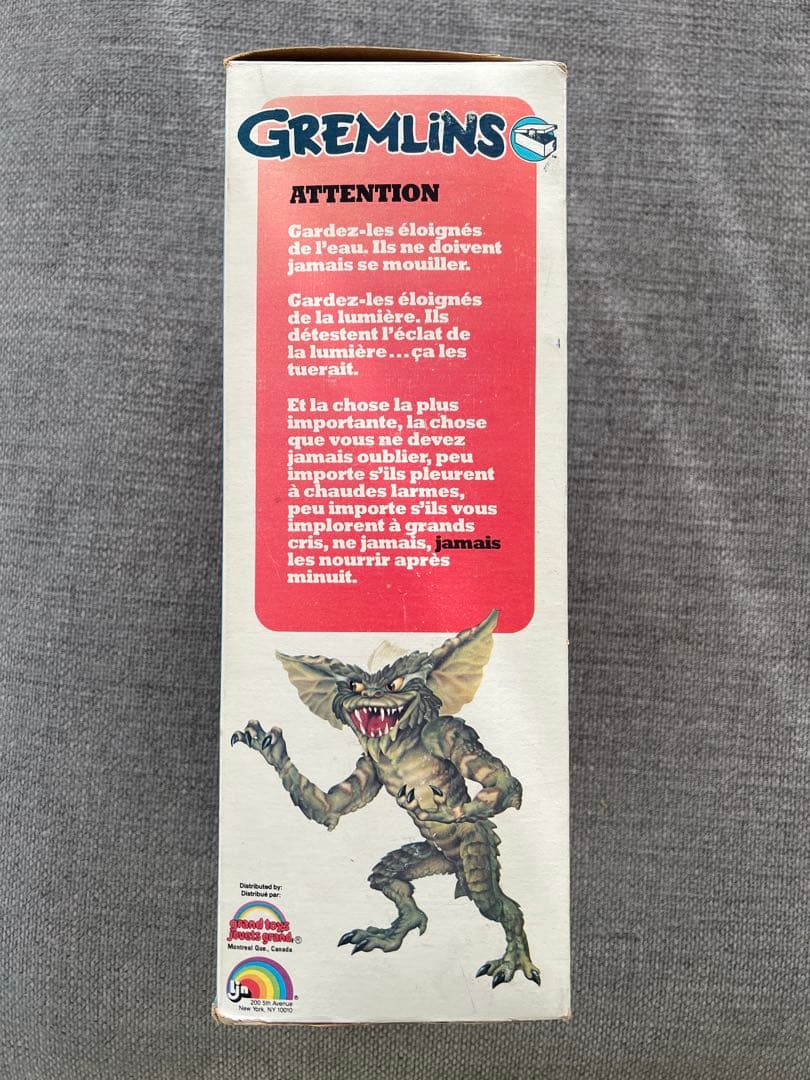 GREMLiNS
TM
ATTENTION
Gardez-les éloignés
de l'eau. Ils ne doivent
jamais se mouiller.
Gardez-les éloignés
de la lumière. Ils
détestent l'éclat de
la lumière...ça les
tuerait.
Et la chose la plus
importante, la chose
que vous ne devez
jamais oublier, peu
importe s'ils pleurent
à chaudes larmes,
peu importe s'ils vous
implorent à grands
cris, ne jamais, jamais
les nourrir après
minuit.
Distributed by:
Distribué par:
grand toys
jouets grand.®
Montreal Que., Canada
ljn®
200 5th Avenue
New York, NY 10010